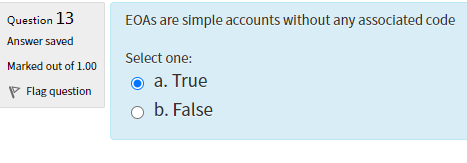 Question 13
Answer saved
Marked out of 1.00
Flag question
EOAs are simple accounts without any associated code
Select one:
a. True
b. False